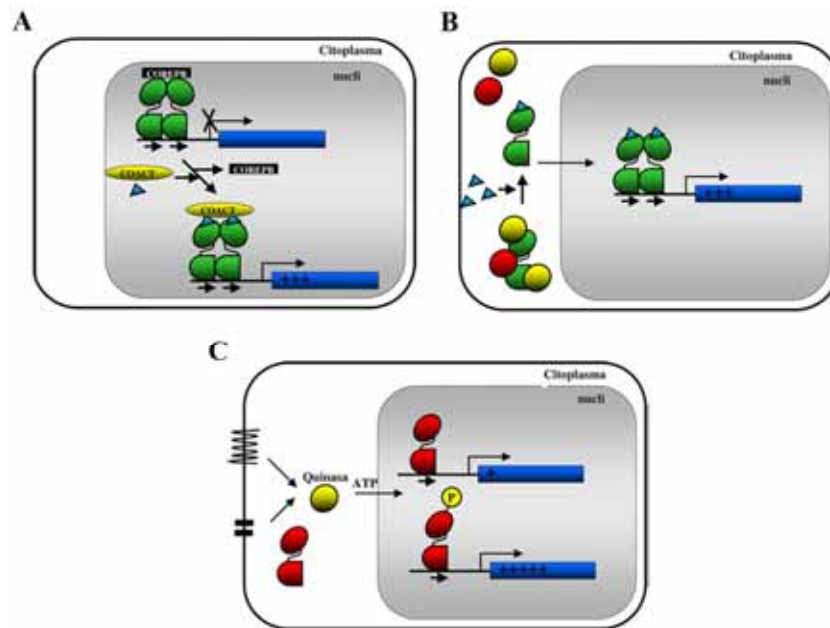 A
Citoplasma
nucli
COREPR
COACT
COREPR
COACT
+++
B
Citoplasma
nucli
+++
C
Citoplasma
nucli
Quinasa
ATP
+
P
+++++